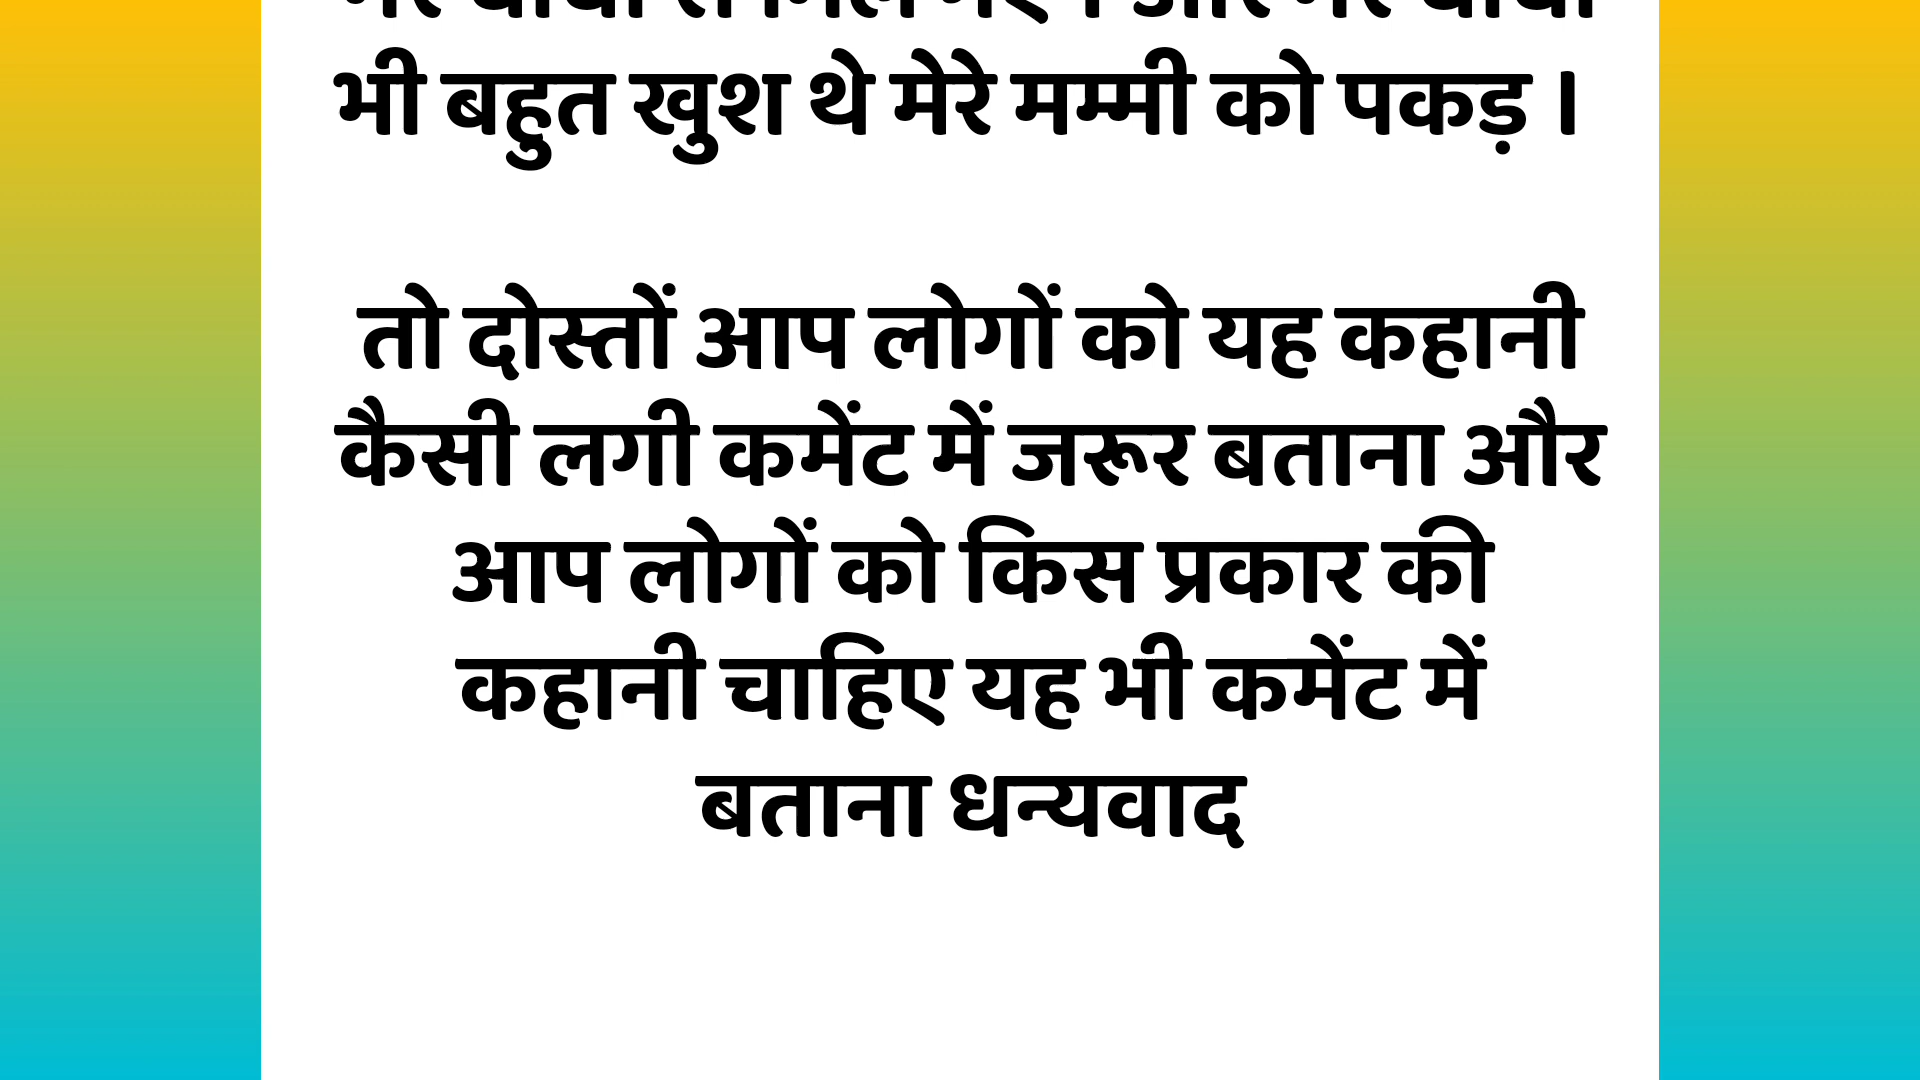 भी बहुत खुश थे मेरे मम्मी को पकड़ ।
तो दोस्तों आप लोगों को यह कहानी
कैसी लगी कमेंट में जरूर बताना और
आप लोगों को किस प्रकार की
कहानी चाहिए यह भी कमेंट में
बताना धन्यवाद